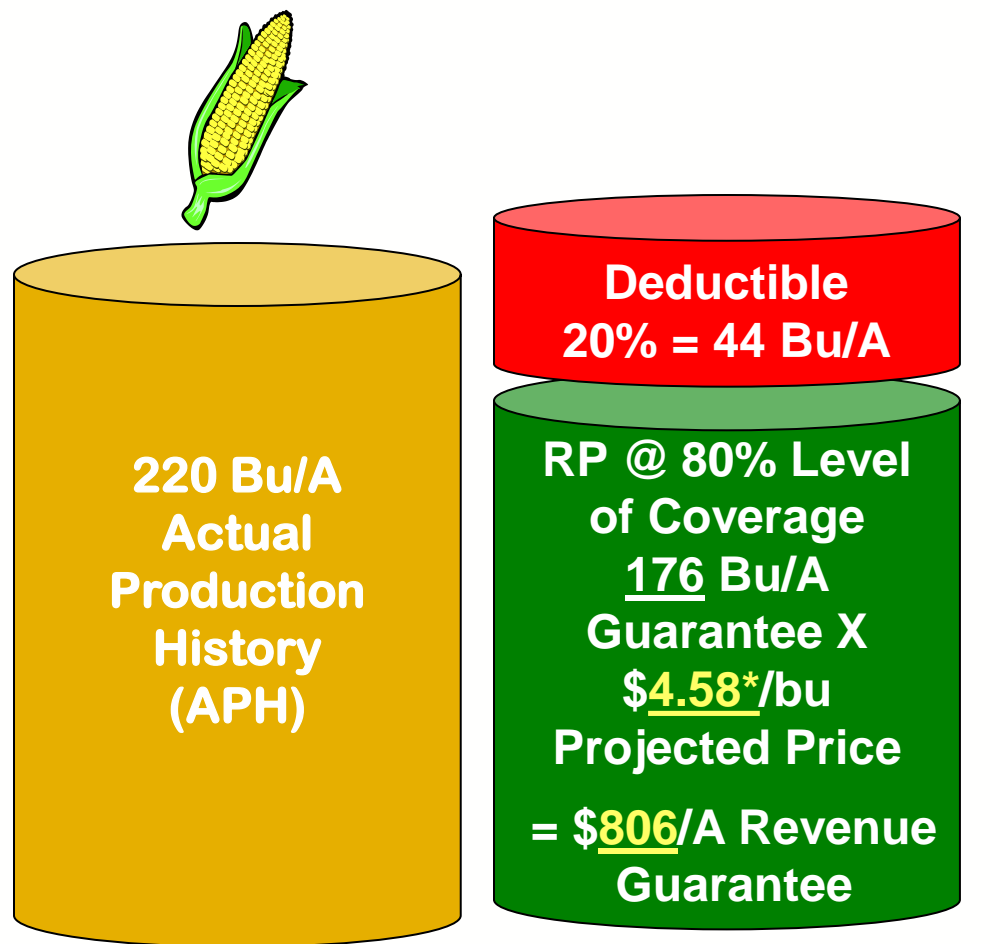 220 Bu/A
Actual
Production
History
(APH)
Deductible
20% = 44 Bu/A
RP @ 80% Level
of Coverage
176 Bu/A
Guarantee X
$4.58*/bu
Projected Price
= $806/A Revenue
Guarantee